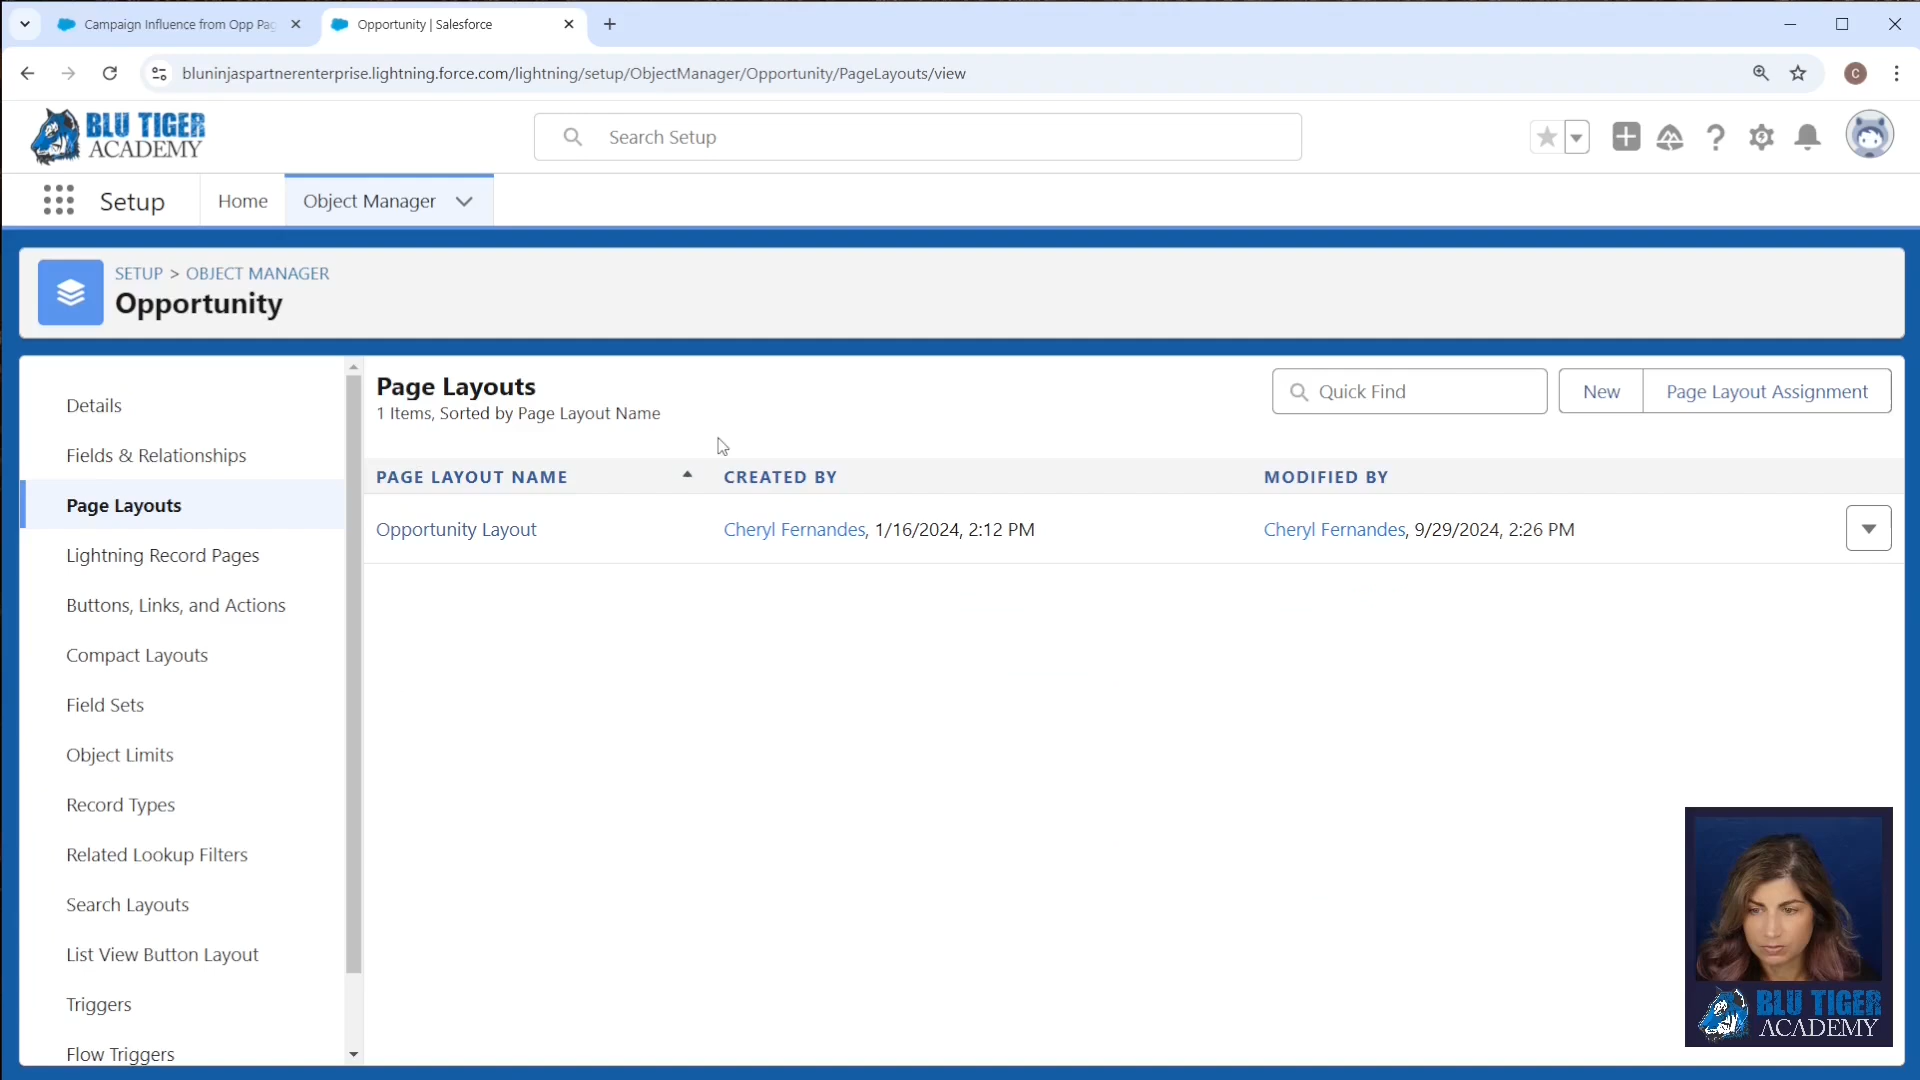 Campaign Influence from Opp Pag
Opportunity | Salesforce
bluninjaspartnerenterprise.lightning.force.com/lightning/setup/ObjectManager/Opportunity/PageLayouts/view
C
BLU TIGER
ACADEMY
Search Setup
Setup
Home
Object Manager
SETUP > OBJECT MANAGER
Opportunity
Details
Fields & Relationships
Page Layouts
Lightning Record Pages
Buttons, Links, and Actions
Compact Layouts
Field Sets
Object Limits
Record Types
Related Lookup Filters
Search Layouts
List View Button Layout
Triggers
Flow Triggers
Page Layouts
1 Items, Sorted by Page Layout Name
Quick Find
New
Page Layout Assignment
PAGE LAYOUT NAME
CREATED BY
MODIFIED BY
Opportunity Layout
Cheryl Fernandes, 1/16/2024, 2:12 PM
Cheryl Fernandes, 9/29/2024, 2:26 PM
BLU TIGER
ACADEMY